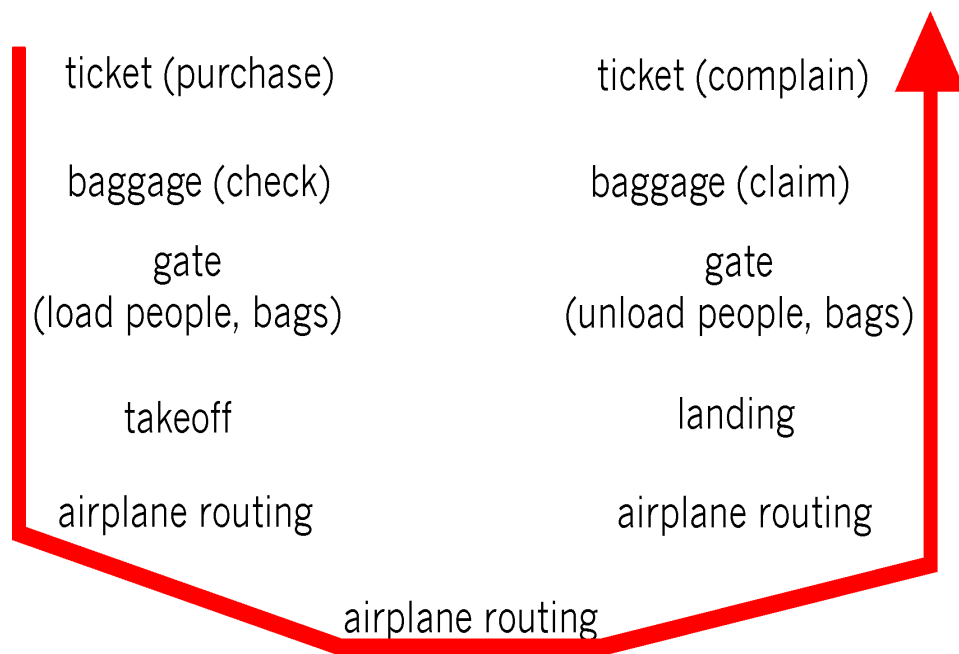 ticket (purchase)
baggage (check)
gate
(load people, bags)
takeoff
airplane routing
airplane routing
ticket (complain)
baggage (claim)
gate
(unload people, bags)
landing
airplane routing